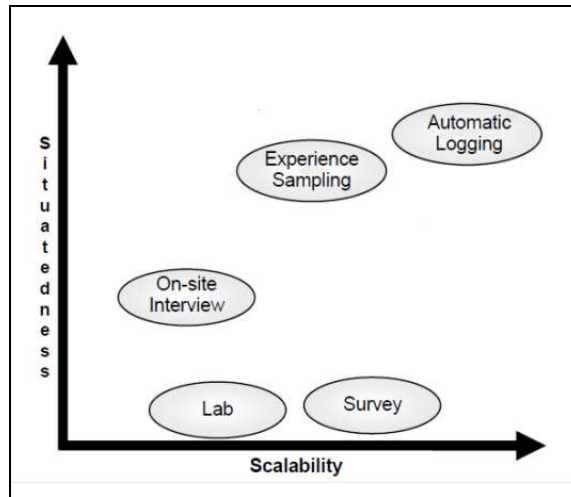 Situatedness
Automatic
Logging
Experience
Sampling
On-site
Interview
Lab
Survey
Scalability